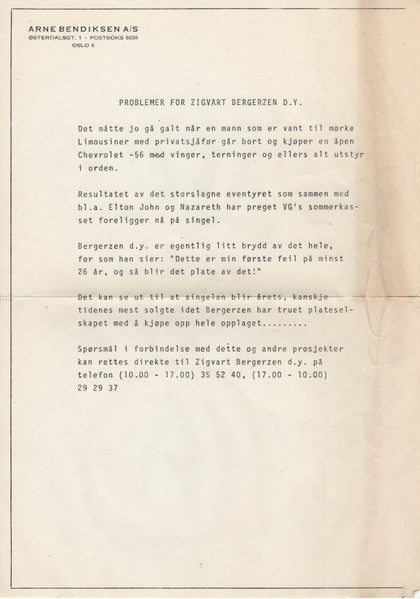 ARNE BENDIKSEN A/S
ØSTERDALSGT. 1 - POSTBOKS 6039
OSLO 6
PROBLEMER FOR ZIGVART BERGERZEN D.Y.
Det måtte jo gå galt når en mann som er vant til mørke
Limousiner med privatsjåfør går bort og kjøper en åpen
Chevrolet -56 med vinger, terninger og ellers alt utstyr
i orden.
Resultatet av det storslagne eventyret som sammen med
bl.a. Elton John og Nazareth har preget VG's sommerkas-
set foreligger nå på singel.
Bergerzen d.y. er egentlig litt brydd av det hele,
for som han sier: "Dette er min første feil på minst
26 år, og så blir det plate av det!"
Det kan se ut til at singelen blir årets, kanskje
tidenes mest solgte idet Bergerzen har truet platesel-
skapet med å kjøpe opp hele opplaget.........
Spørsmål i forbindelse med dette og andre prosjekter
kan rettes direkte til Zigvart Bergerzen d.y. på
telefon (10.00 - 17.00) 35 52 40, (17.00 - 10.00)
29 29 37